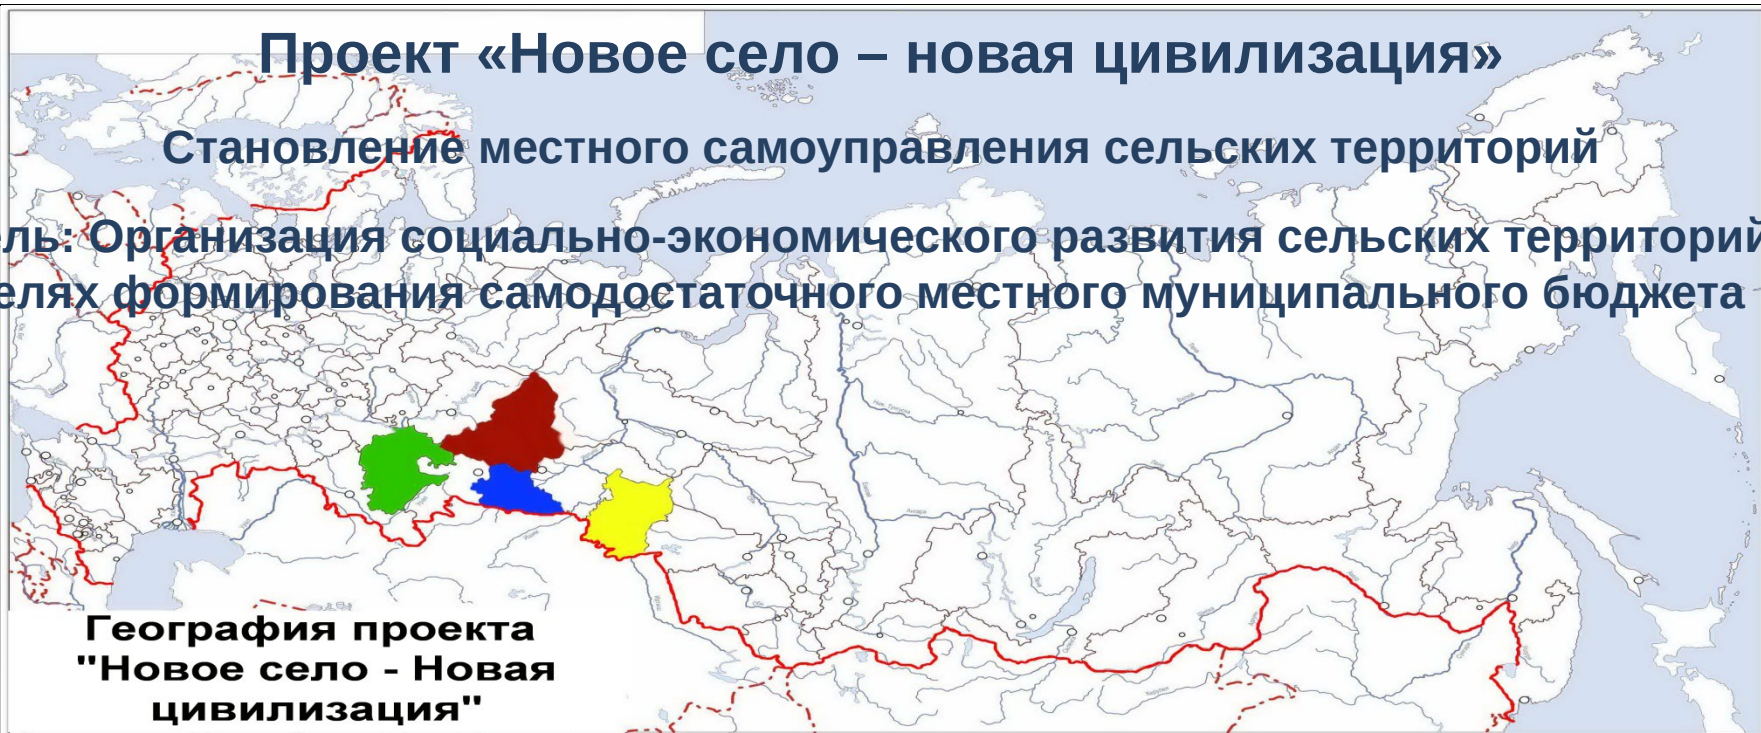 Проект «Новое село – новая цивилизация»
Становление местного самоуправления сельских территорий
ель: Организация социально-экономического развития сельских территорий
елях формирования самодостаточного местного муниципального бюджета
География проекта
"Новое село - Новая
цивилизация"